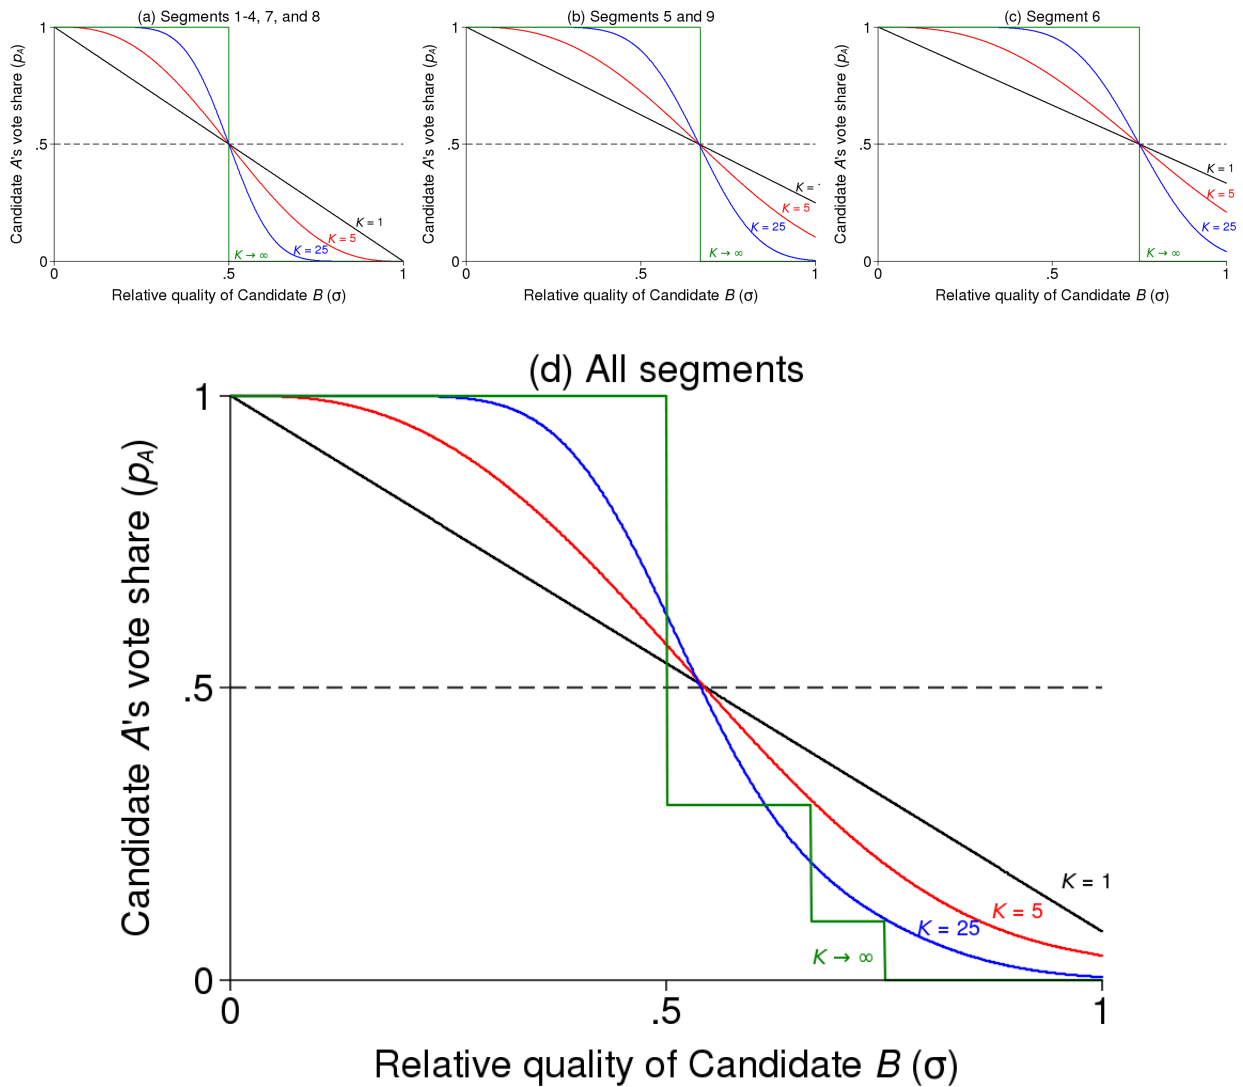 (a) Segments 1-4, 7, and 8
Candidate A's vote share (pA)
1
.5
0
K = 1
K = 5
K = 25
K → ∞
0 .5 1
Relative quality of Candidate B (σ)
(b) Segments 5 and 9
Candidate A's vote share (pA)
1
.5
0
K =
K = 5
K = 25
K → ∞
0 .5 1
Relative quality of Candidate B (σ)
(c) Segment 6
Candidate A's vote share (pA)
1
.5
0
K = 1
K = 5
K = 25
K → ∞
0 .5 1
Relative quality of Candidate B (σ)
(d) All segments
Candidate A's vote share (pA)
1
.5
0
K = 1
K = 5
K = 25
K → ∞
0 .5 1
Relative quality of Candidate B (σ)